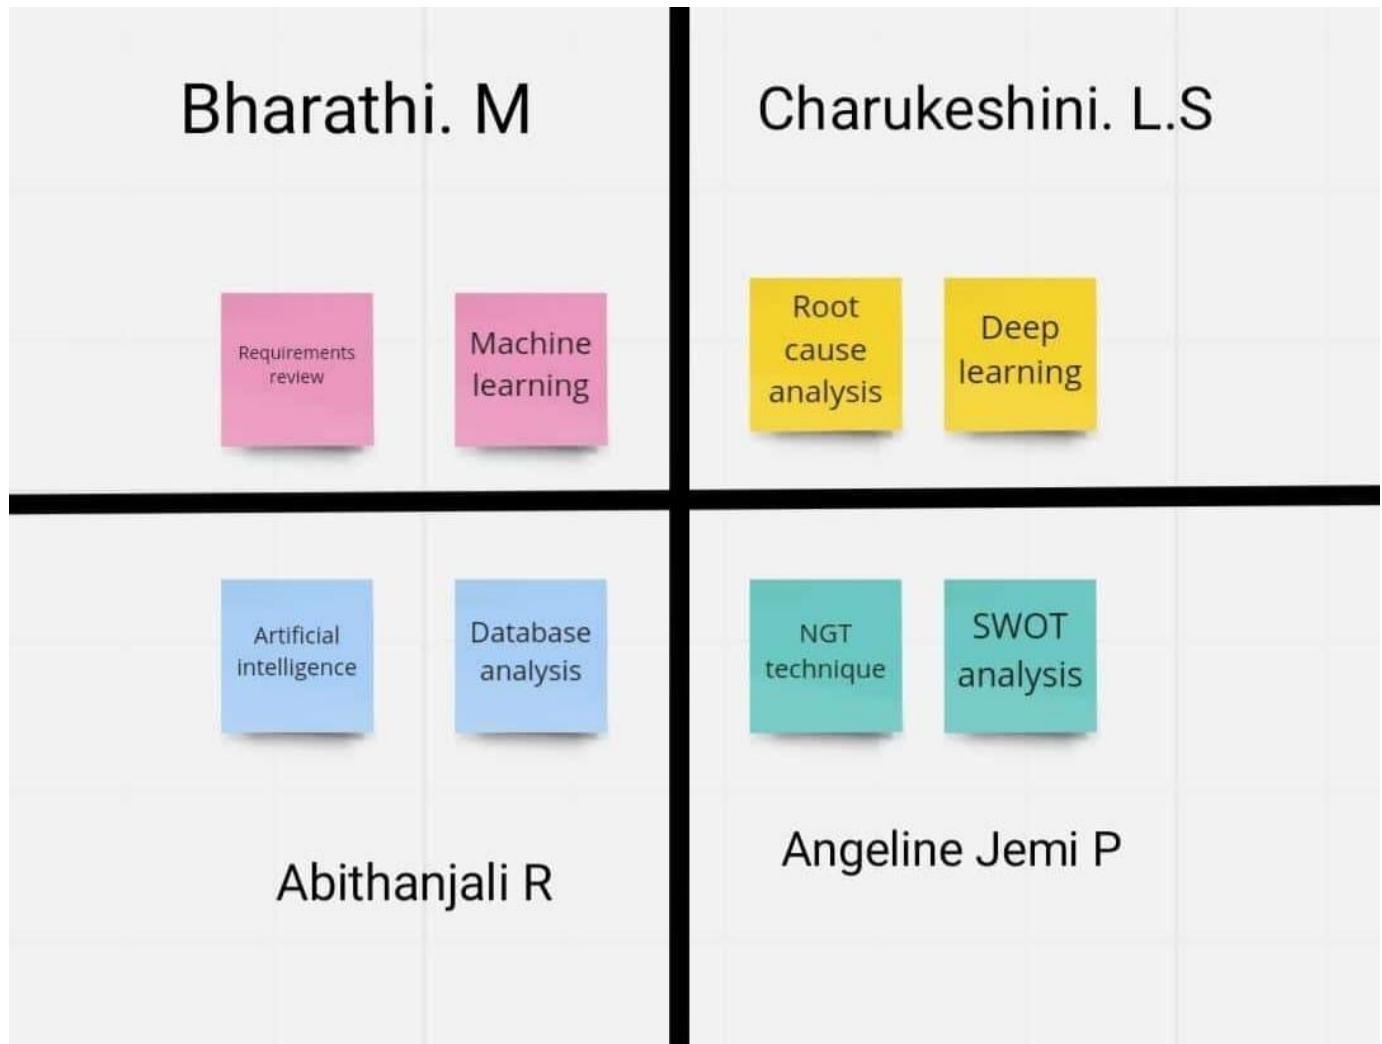 Bharathi. M
Requirements
review
Machine
learning
Charukeshini. L.S
Root
cause
analysis
Deep
learning
Artificial
intelligence
Database
analysis
Abithanjali R
NGT
technique
SWOT
analysis
Angeline Jemi P